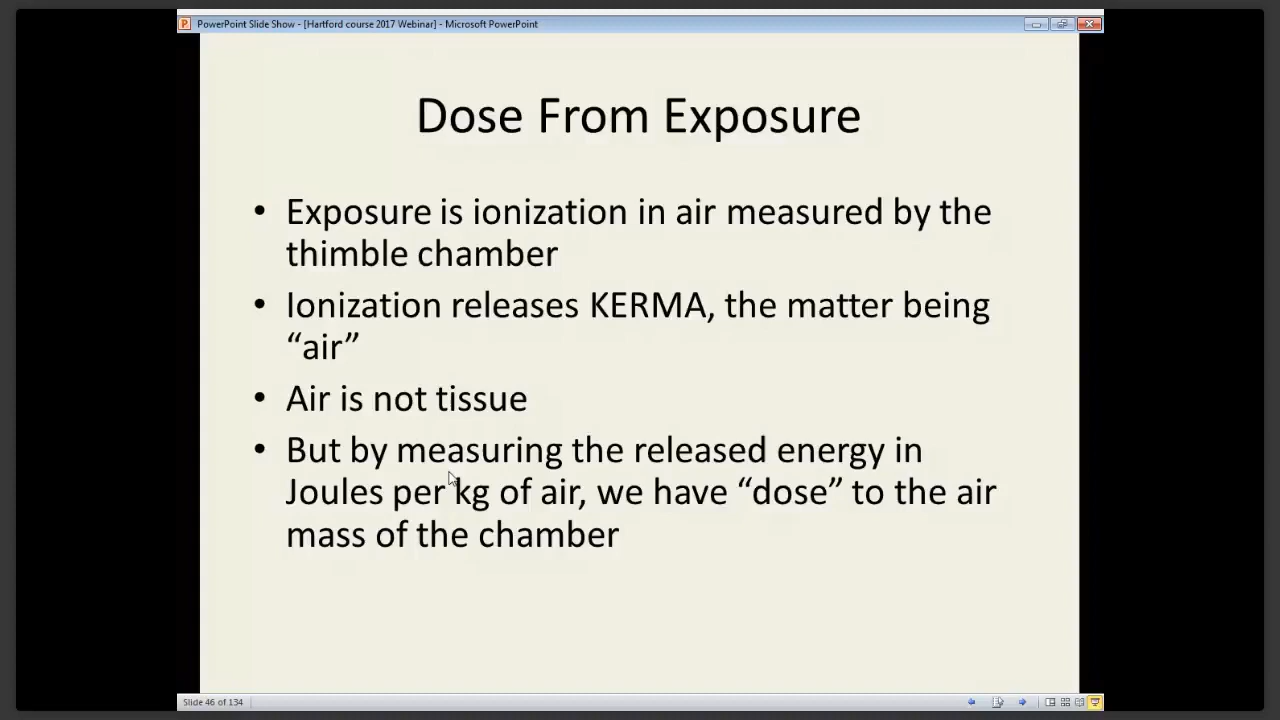 PowerPoint Slide Show - [Hartford course 2017 Webinar] - Microsoft PowerPoint
Dose From Exposure
• Exposure is ionization in air measured by the
thimble chamber
• Ionization releases KERMA, the matter being
“air”
• Air is not tissue
• But by measuring the released energy in
Joules per kg of air, we have “dose” to the air
mass of the chamber
Slide 46 of 134